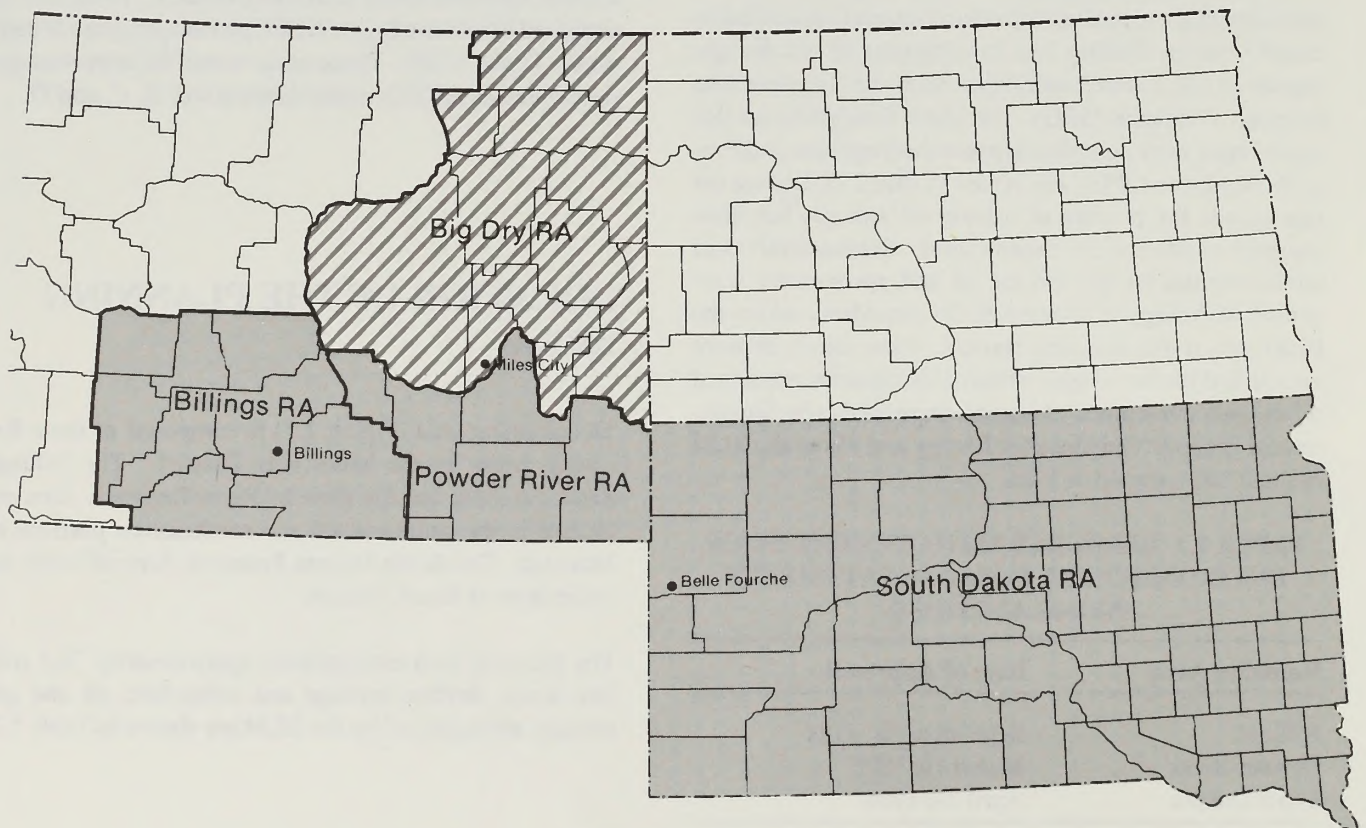 Big Dry RA
Miles City
Billings RA
Billings
Powder River RA
Belle Fourche
South Dakota RA